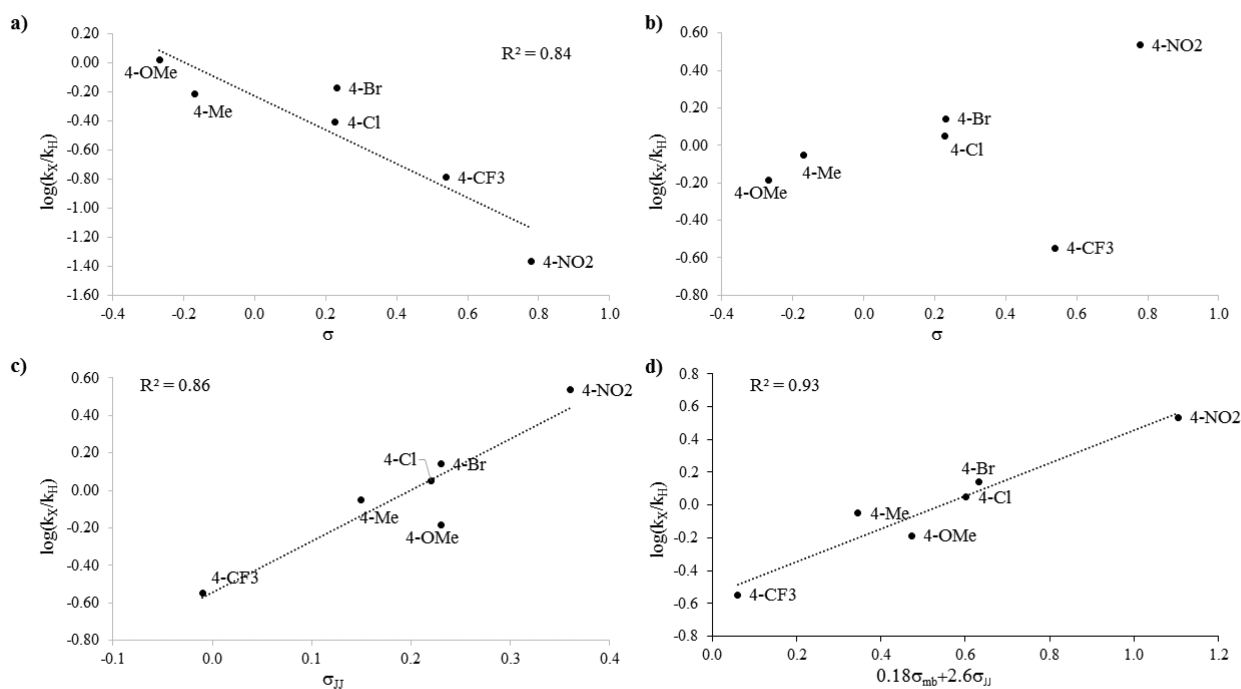 a)
0.20
0.00
-0.20
-0.40
-0.60
-0.80
-1.00
-1.20
-1.40
-1.60
log(kX/kH)
R² = 0.84
4-OMe
4-Me
4-Br
4-Cl
4-CF3
4-NO2
-0.4 -0.2 0.0 0.2 0.4 0.6 0.8 1.0
σ
b)
0.60
0.40
0.20
0.00
-0.20
-0.40
-0.60
-0.80
log(kX/kH)
4-NO2
4-Br
4-Cl
4-Me
4-OMe
4-CF3
-0.4 -0.2 0.0 0.2 0.4 0.6 0.8 1.0
σ
c)
0.60
0.40
0.20
0.00
-0.20
-0.40
-0.60
-0.80
log(kX/kH)
R² = 0.86
4-NO2
4-Cl
4-Br
4-Me
4-OMe
4-CF3
-0.1 0.0 0.1 0.2 0.3 0.4
σJJ
d)
0.8
0.6
0.4
0.2
0.0
-0.2
-0.4
-0.6
-0.8
log(kX/kH)
R² = 0.93
4-NO2
4-Br
4-Cl
4-Me
4-OMe
4-CF3
0.0 0.2 0.4 0.6 0.8 1.0 1.2
0.18σmb+2.6σJJ